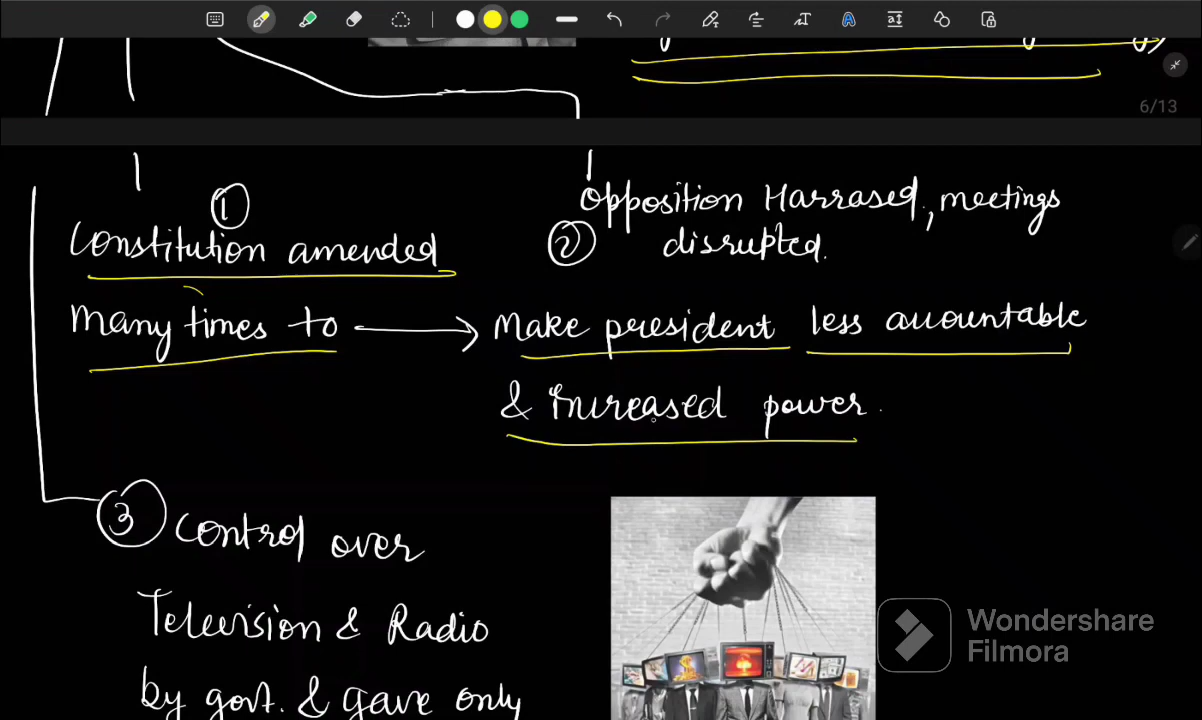 6/13
① Opposition Harrased, meetings
② disrupted.
Constitution amended
many times to → Make president less accountable
& increased power.
③ Control over
Television & Radio
by govt. & gave only
Wondershare
Filmora